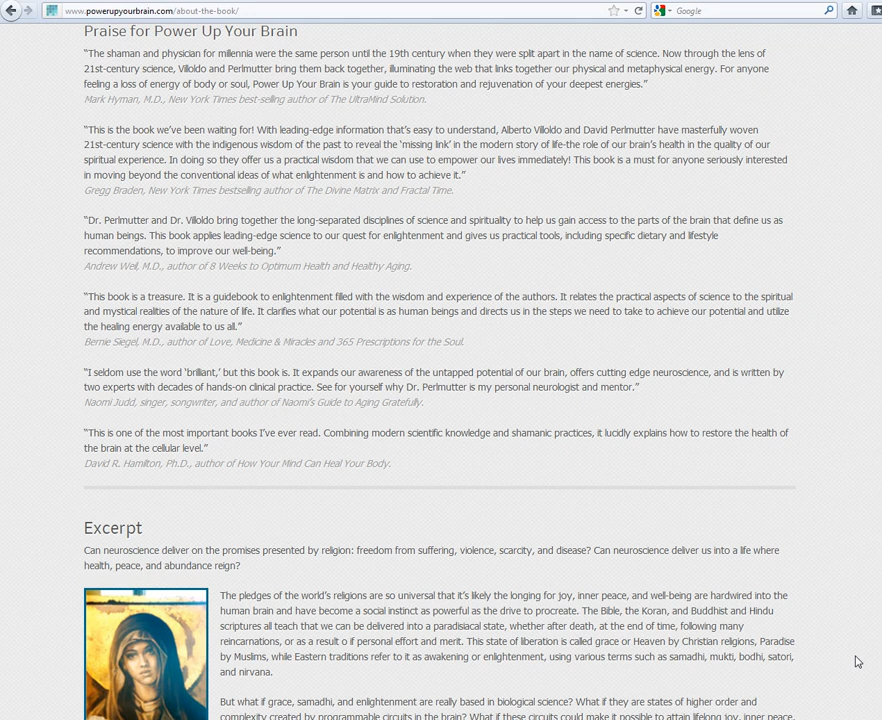 www.powerupyourbrain.com/about-the-book/
Google
Praise for Power Up Your Brain
“The shaman and physician for millennia were the same person until the 19th century when they were split apart in the name of science. Now through the lens of
21st-century science, Villoldo and Perlmutter bring them back together, illuminating the web that links together our physical and metaphysical energy. For anyone
feeling a loss of energy of body or soul, Power Up Your Brain is your guide to restoration and rejuvenation of your deepest energies.”
Mark Hyman, M.D., New York Times best-selling author of The UltraMind Solution.
“This is the book we’ve been waiting for! With leading-edge information that’s easy to understand, Alberto Villoldo and David Perlmutter have masterfully woven
21st-century science with the indigenous wisdom of the past to reveal the ‘missing link’ in the modern story of life-the role of our brain’s health in the quality of our
spiritual experience. In doing so they offer us a practical wisdom that we can use to empower our lives immediately! This book is a must for anyone seriously interested
in moving beyond the conventional ideas of what enlightenment is and how to achieve it.”
Gregg Braden, New York Times bestselling author of The Divine Matrix and Fractal Time.
“Dr. Perlmutter and Dr. Villoldo bring together the long-separated disciplines of science and spirituality to help us gain access to the parts of the brain that define us as
human beings. This book applies leading-edge science to our quest for enlightenment and gives us practical tools, including specific dietary and lifestyle
recommendations, to improve our well-being.”
Andrew Weil, M.D., author of 8 Weeks to Optimum Health and Healthy Aging.
“This book is a treasure. It is a guidebook to enlightenment filled with the wisdom and experience of the authors. It relates the practical aspects of science to the spiritual
and mystical realities of the nature of life. It clarifies what our potential is as human beings and directs us in the steps we need to take to achieve our potential and utilize
the healing energy available to us all.”
Bernie Siegel, M.D., author of Love, Medicine & Miracles and 365 Prescriptions for the Soul.
“I seldom use the word ‘brilliant,’ but this book is. It expands our awareness of the untapped potential of our brain, offers cutting edge neuroscience, and is written by
two experts with decades of hands-on clinical practice. See for yourself why Dr. Perlmutter is my personal neurologist and mentor.”
Naomi Judd, singer, songwriter, and author of Naomi’s Guide to Aging Gratefully.
“This is one of the most important books I’ve ever read. Combining modern scientific knowledge and shamanic practices, it lucidly explains how to restore the health of
the brain at the cellular level.”
David R. Hamilton, Ph.D., author of How Your Mind Can Heal Your Body.
Excerpt
Can neuroscience deliver on the promises presented by religion: freedom from suffering, violence, scarcity, and disease? Can neuroscience deliver us into a life where
health, peace, and abundance reign?
The pledges of the world’s religions are so universal that it’s likely the longing for joy, inner peace, and well-being are hardwired into the
human brain and have become a social instinct as powerful as the drive to procreate. The Bible, the Koran, and Buddhist and Hindu
scriptures all teach that we can be delivered into a paradisiacal state, whether after death, at the end of time, following many
reincarnations, or as a result o if personal effort and merit. This state of liberation is called grace or Heaven by Christian religions, Paradise
by Muslims, while Eastern traditions refer to it as awakening or enlightenment, using various terms such as samadhi, mukti, bodhi, satori,
and nirvana.
But what if grace, samadhi, and enlightenment are really based in biological science? What if they are states of higher order and
complexity created by programmable circuits in the brain? What if these circuits could make it possible to attain lifelong joy, inner peace,